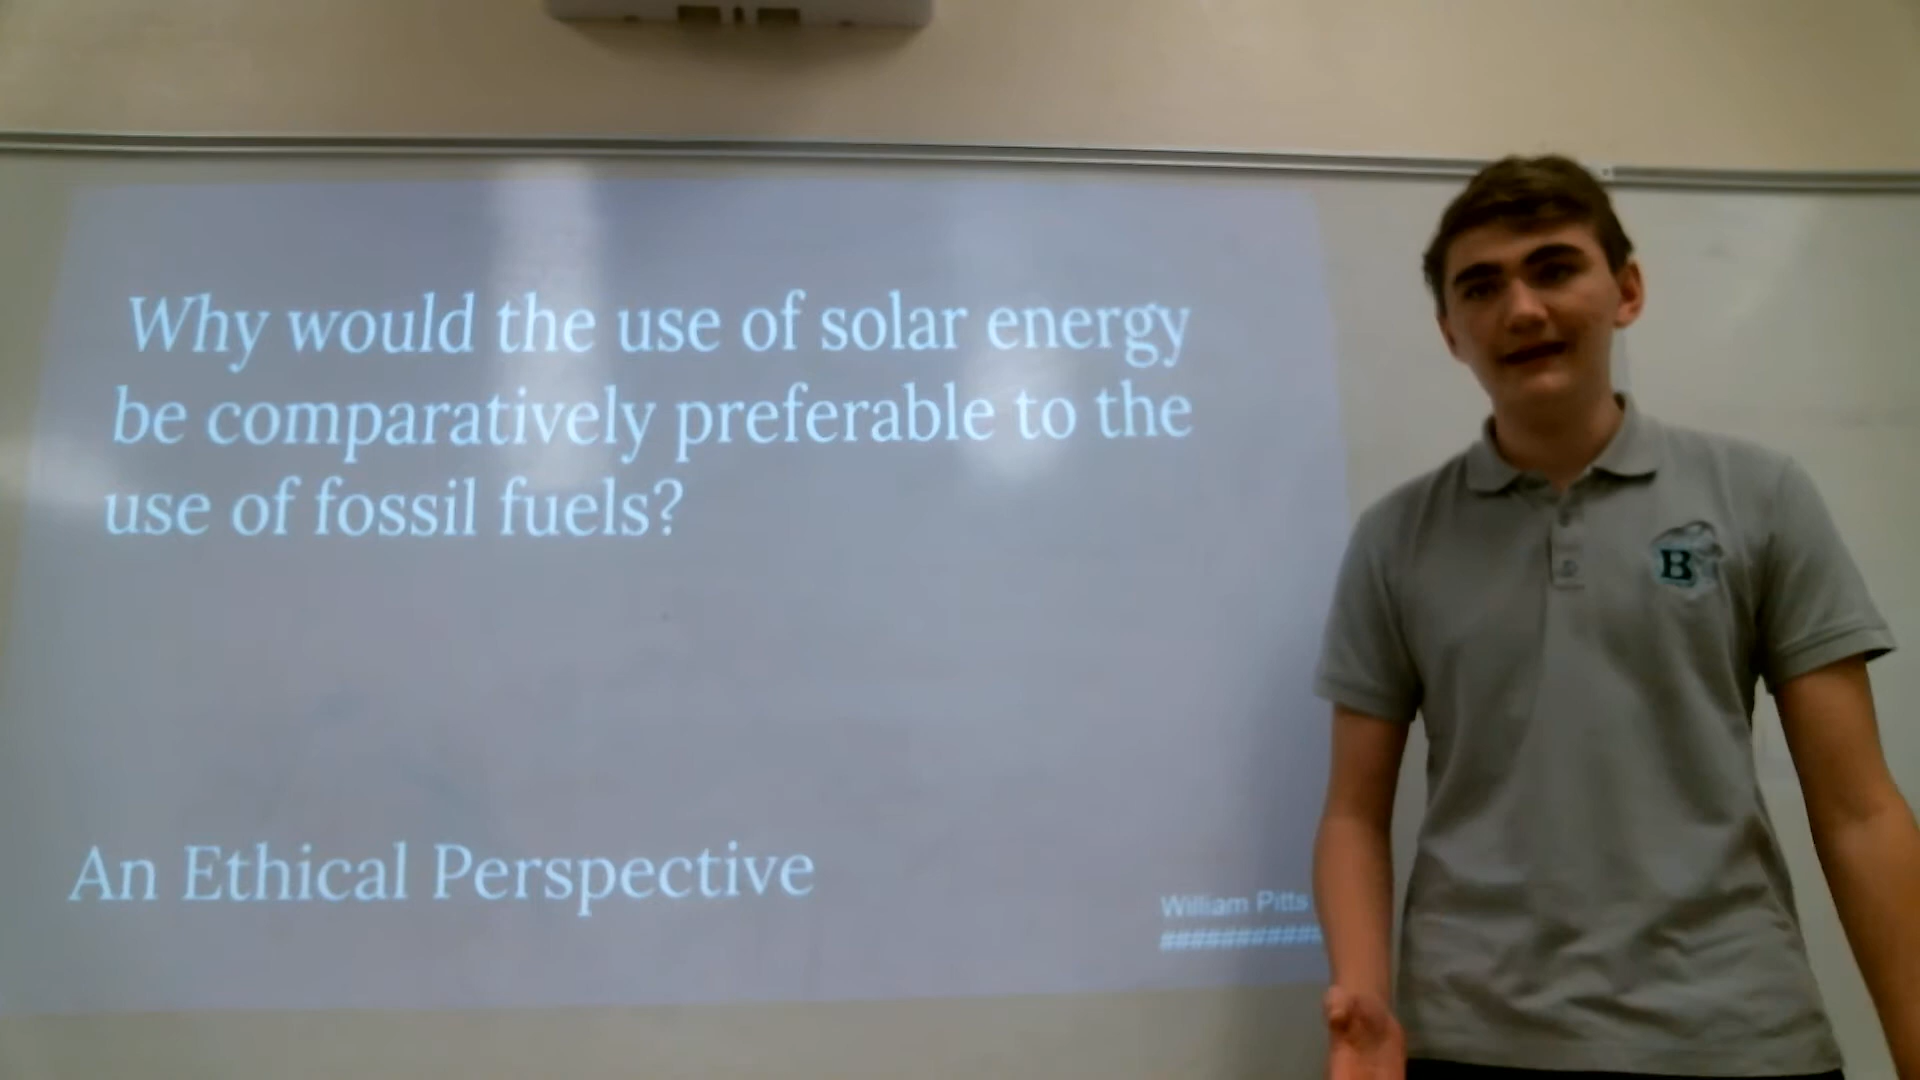 Why would the use of solar energy
be comparatively preferable to the
use of fossil fuels?
An Ethical Perspective
William Pitts
###########
B